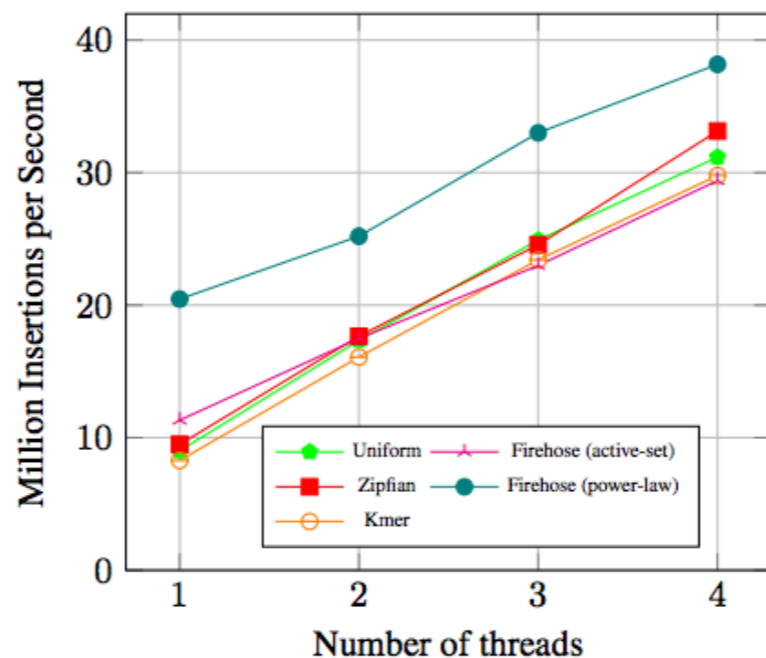 Million Insertions per Second
40
30
20
10
0
Uniform Firehose (active-set)
Zipfian Firehose (power-law)
Kmer
1 2 3 4
Number of threads